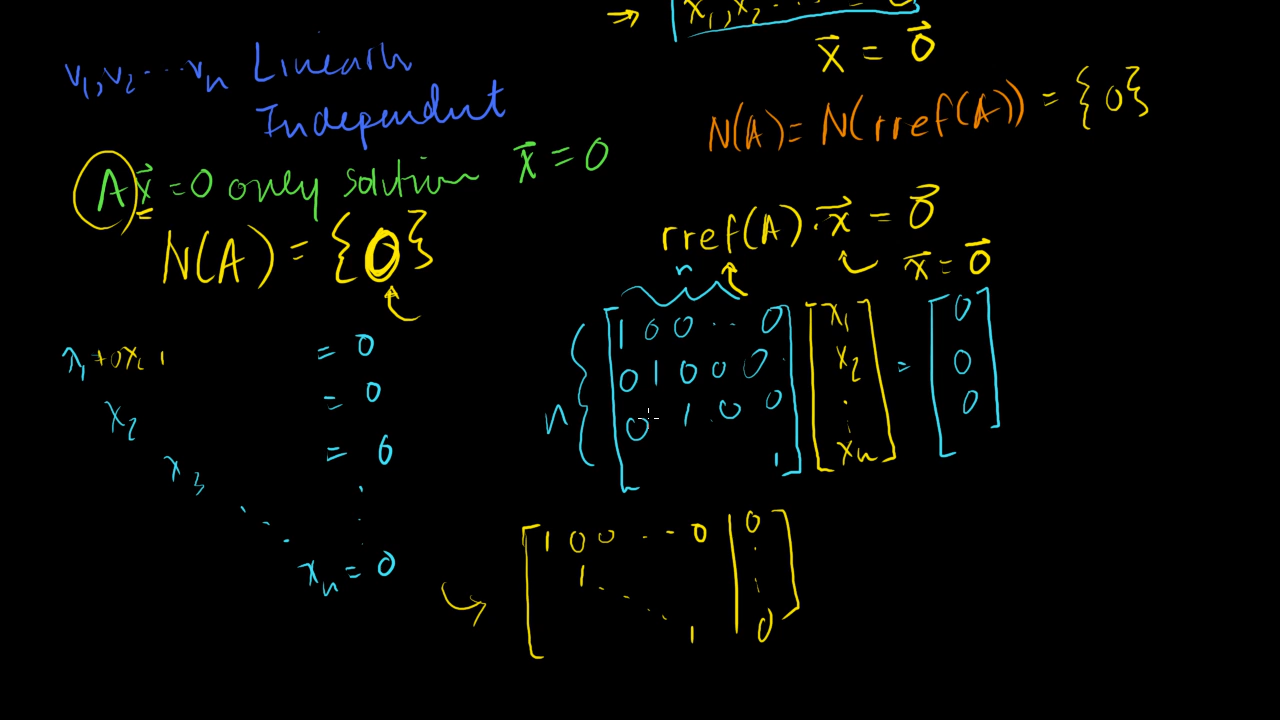 ⇒ x₁, x₂ ... = 0
x⃗ = 0⃗
v₁, v₂ ... vₙ Linearly
Independent
N(A) = N(rref(A)) = {0}
A x⃗ = 0 only solution x⃗ = 0
N(A) = {0}
rref(A) · x⃗ = 0⃗
x⃗ = 0⃗
n
x₁ + 0x₂ + = 0
x₂ = 0
x₃ = 0
xₙ = 0
n
1 0 0 ·· 0 x₁ 0
0 1 0 0 0 x₂ = 0
0 1 0 0 : 0
1 xₙ
1 0 0 ·-- 0 | 0
1
1 0